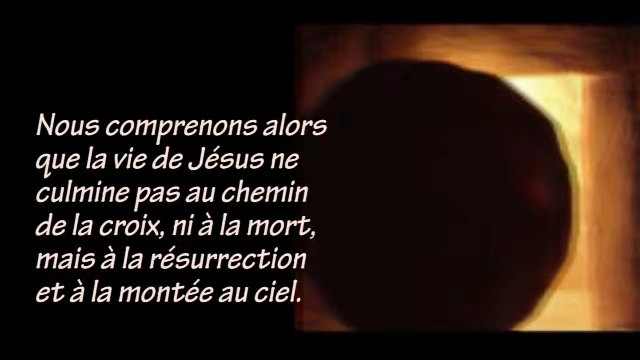 Nous comprenons alors
que la vie de Jésus ne
culmine pas au chemin
de la croix, ni à la mort,
mais à la résurrection
et à la montée au ciel.